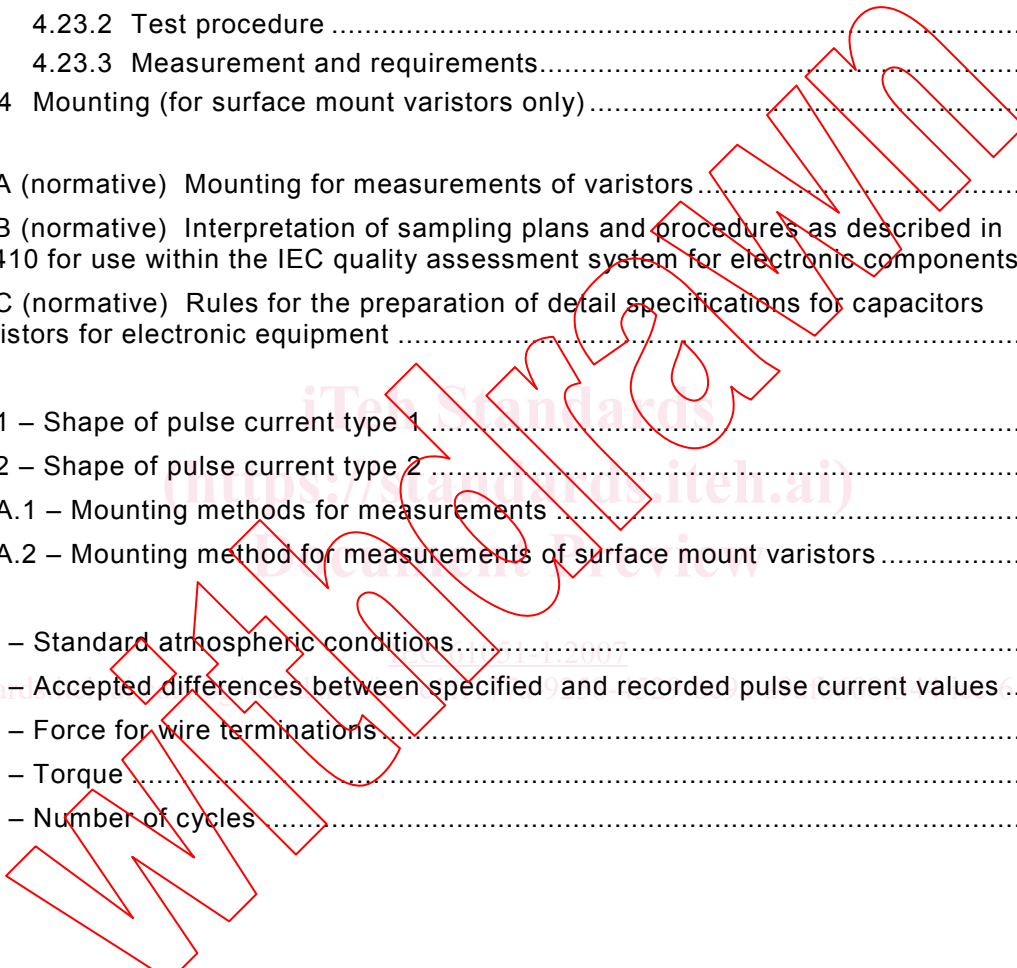 4.23.2 Test procedure ..........................................................................
4.23.3 Measurement and requirements..........................................................................
4 Mounting (for surface mount varistors only) ..........................................................................
A (normative) Mounting for measurements of varistors ..........................................................................
B (normative) Interpretation of sampling plans and procedures as described in
410 for use within the IEC quality assessment system for electronic components
C (normative) Rules for the preparation of detail specifications for capacitors
istors for electronic equipment ..........................................................................
iTeh Standards
1 – Shape of pulse current type 1 ..........................................................................
2 – Shape of pulse current type 2 ..........................................................................
(https://standards.iteh.ai)
A.1 – Mounting methods for measurements ..........................................................................
A.2 – Mounting method for measurements of surface mount varistors ..........................................................................
Document Preview
– Standard atmospheric conditions..........................................................................
1-1:2007
– Accepted differences between specified and recorded pulse current values ..
– Force for wire terminations..........................................................................
– Torque ..........................................................................
– Number of cycles ..........................................................................
withdrawn